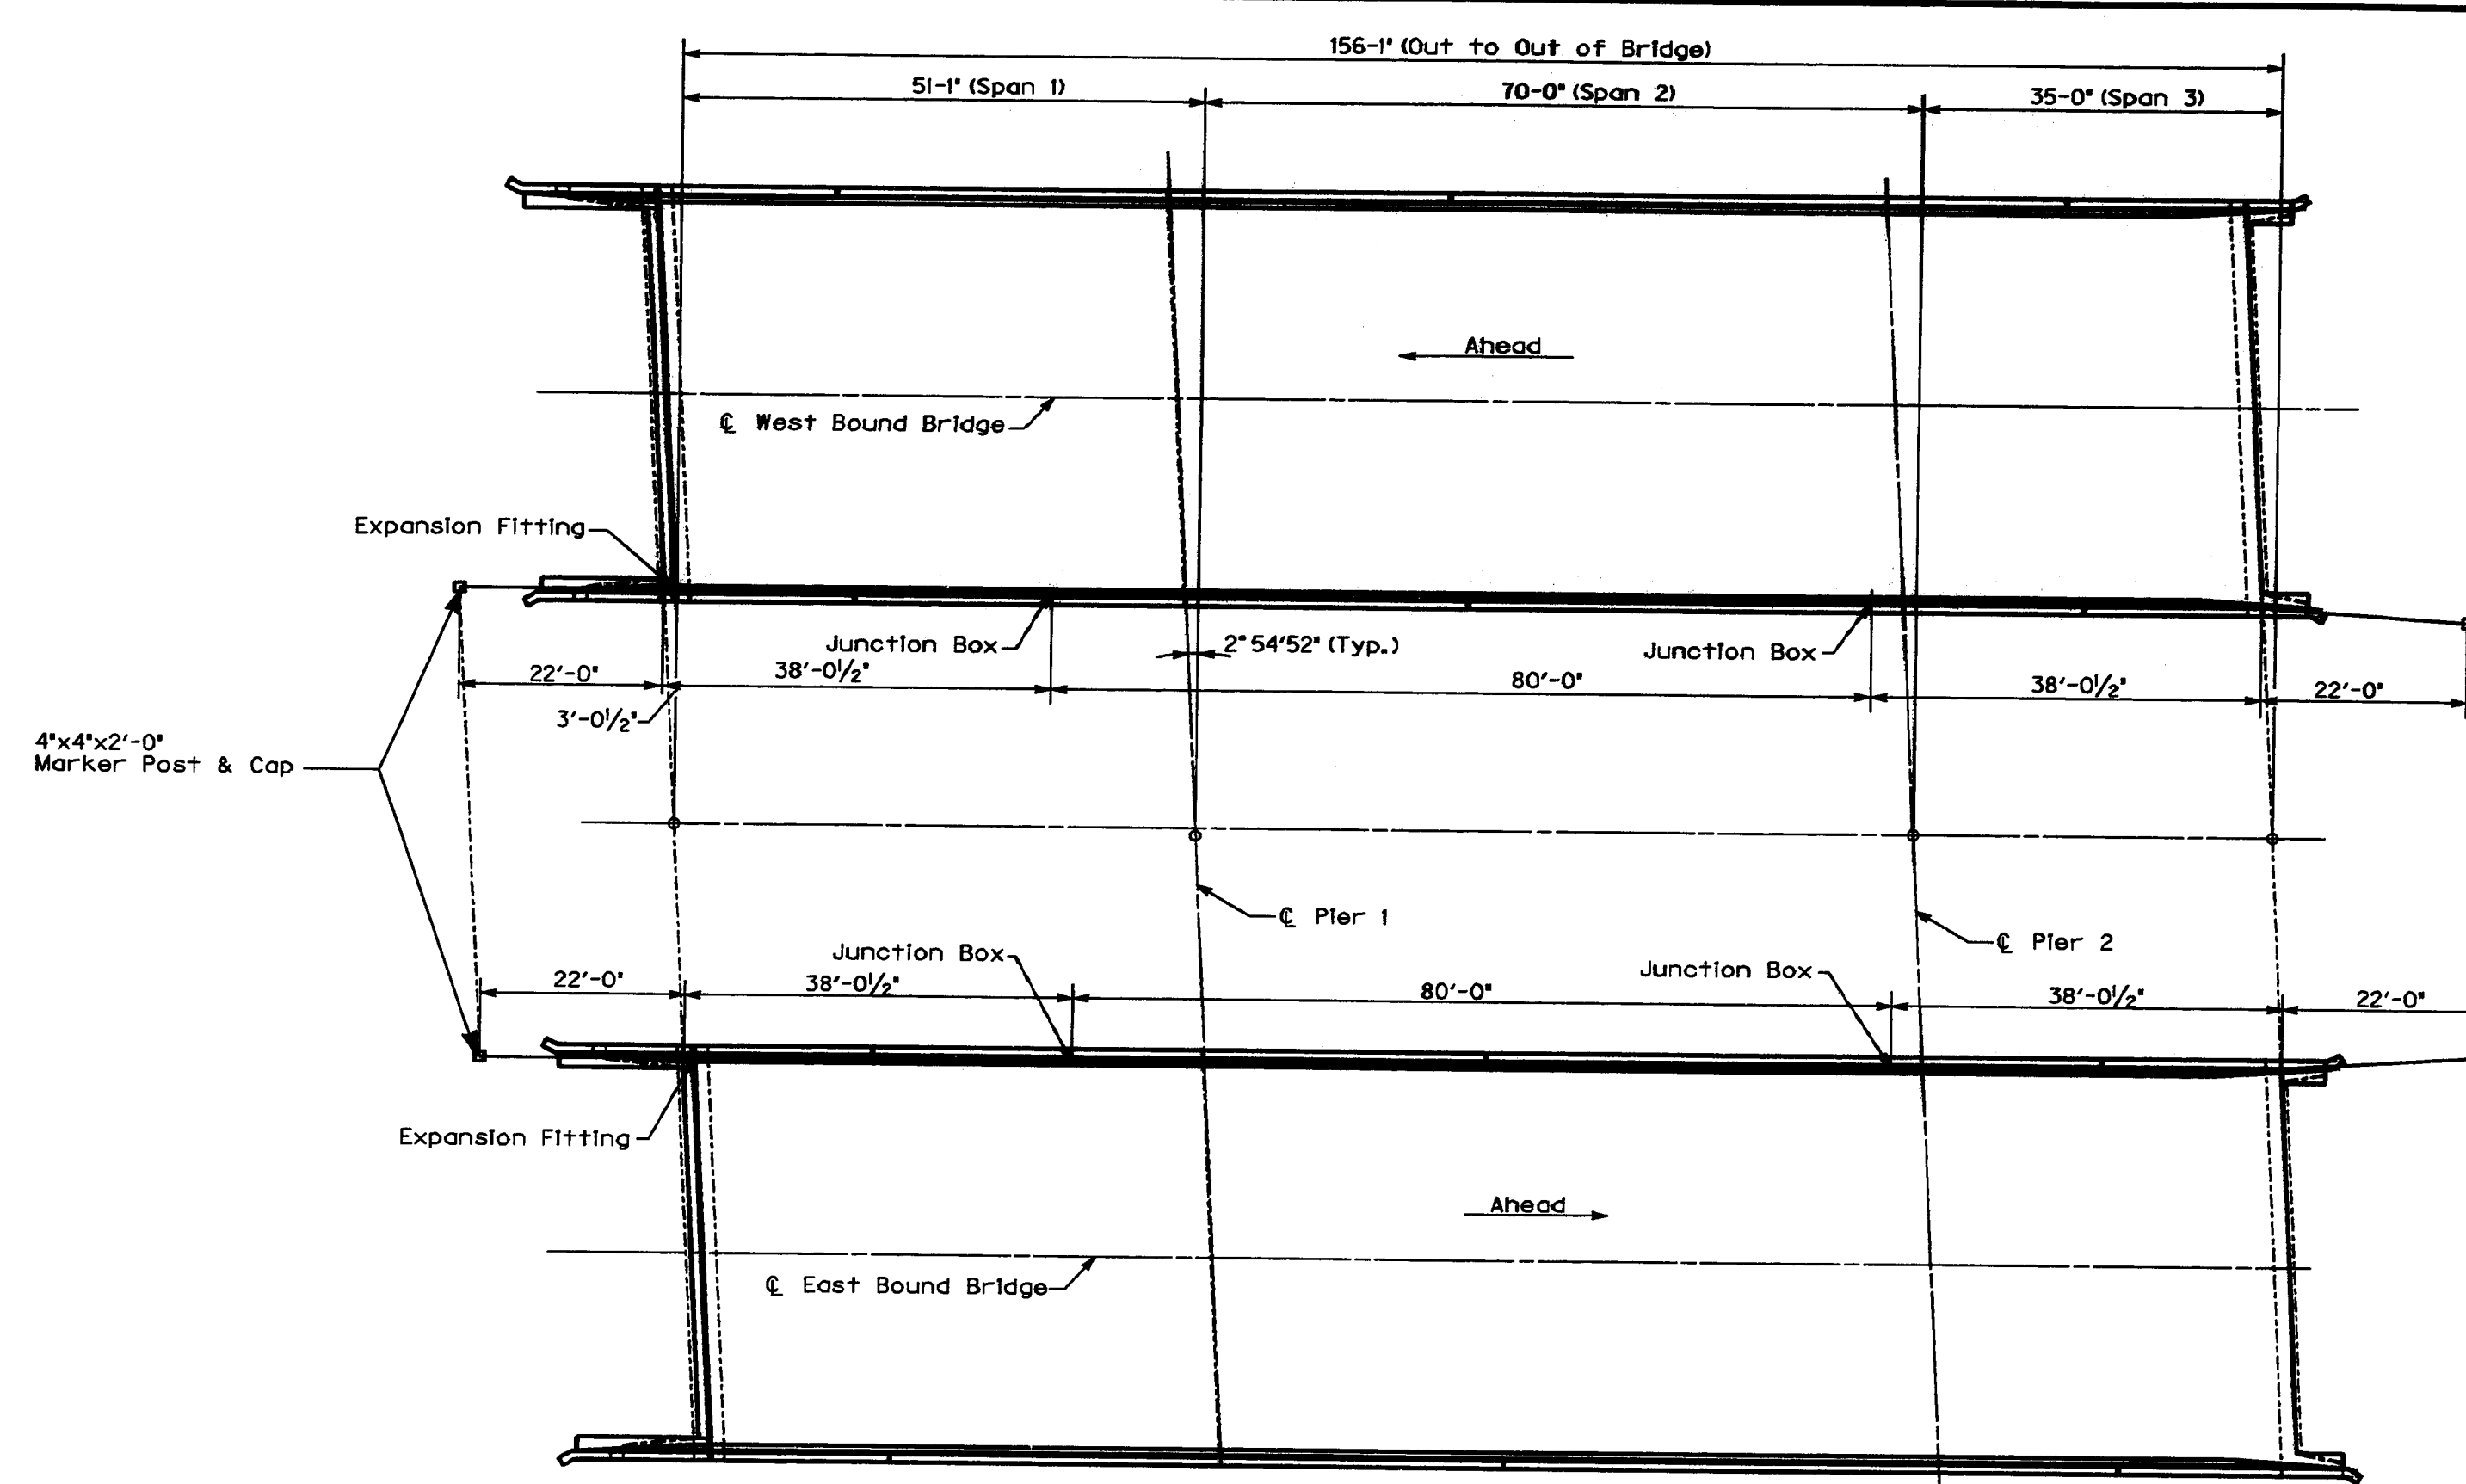 156-1" (Out to Out of Bridge)
51-1" (Span 1)
70-0" (Span 2)
35-0" (Span 3)
Ahead
℄ West Bound Bridge
Expansion Fitting
Junction Box
2°54'52" (Typ.)
Junction Box
22'-0"
38'-0½"
80'-0"
38'-0½"
22'-0"
3'-0½"
4"x4"x2'-0"
Marker Post & Cap
℄ Pier 1
℄ Pier 2
Junction Box
Junction Box
22'-0"
38'-0½"
80'-0"
38'-0½"
22'-0"
Expansion Fitting
Ahead
℄ East Bound Bridge